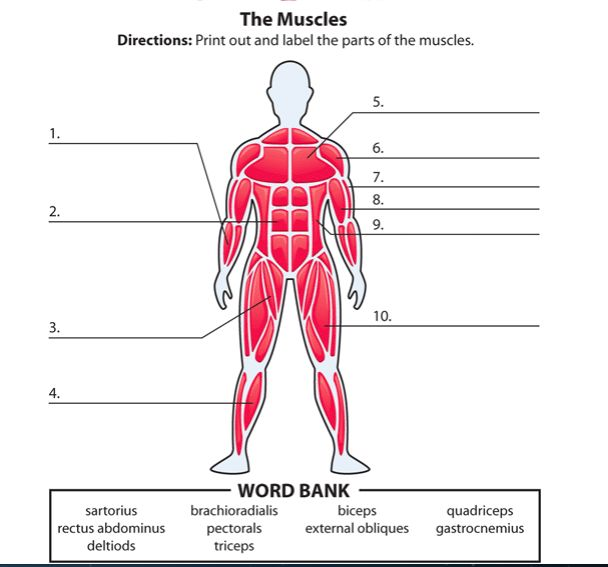 The Muscles
Directions: Print out and label the parts of the muscles.
5.
1.
6.
7.
8.
2.
9.
10.
3.
4.
WORD BANK
sartorius brachioradialis biceps quadriceps
rectus abdominus pectorals external obliques gastrocnemius
deltiods triceps